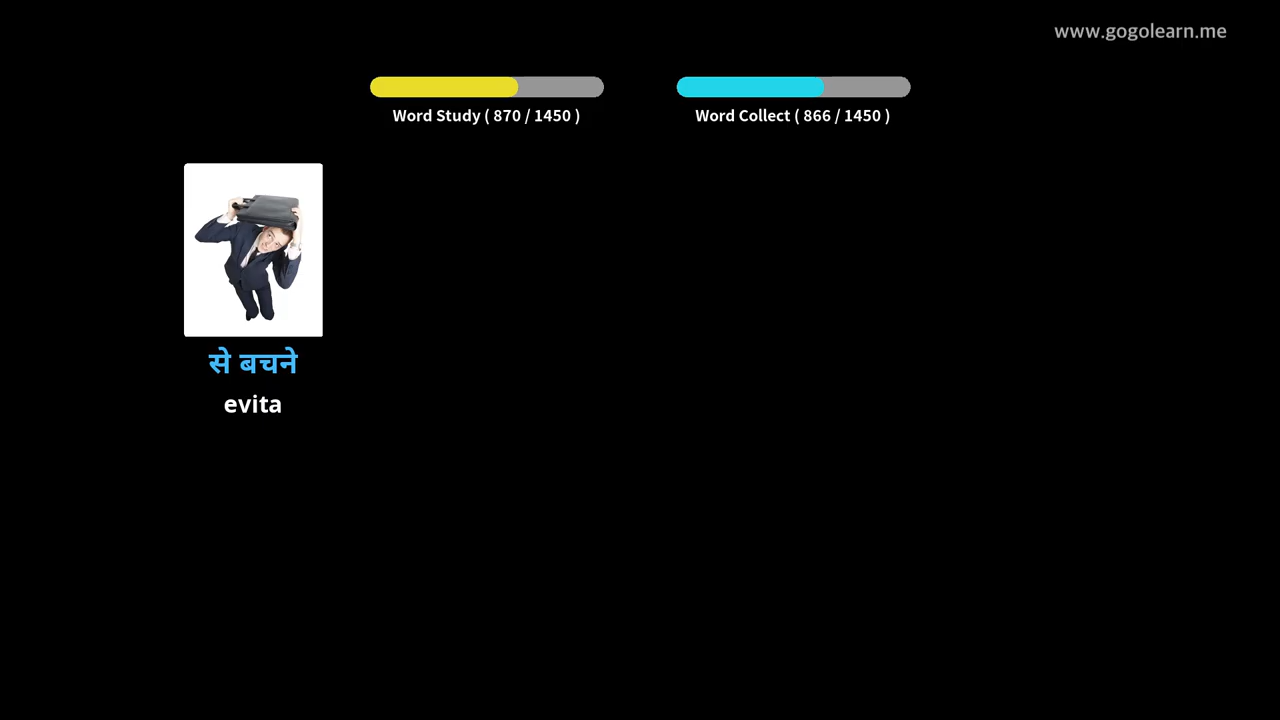 www.gogolearn.me
Word Study ( 870 / 1450 )
Word Collect ( 866 / 1450 )
से बचने
evita